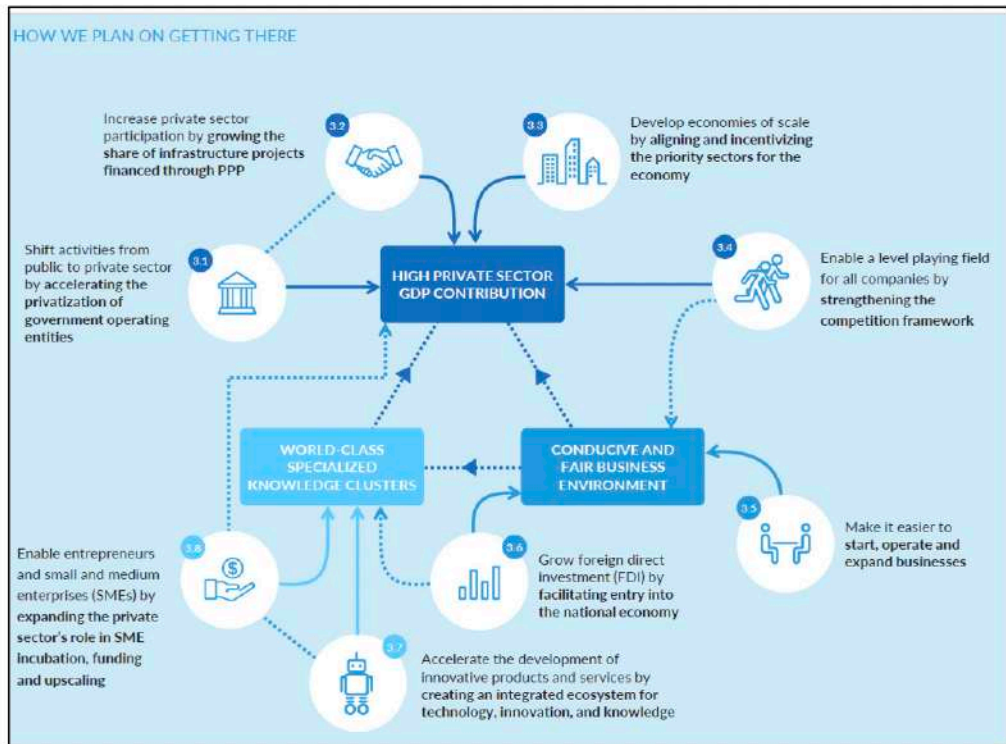 HOW WE PLAN ON GETTING THERE
Increase private sector
participation by growing the
share of infrastructure projects
financed through PPP
3.2
3.3
Develop economies of scale
by aligning and incentivizing
the priority sectors for the
economy
Shift activities from
public to private sector
by accelerating the
privatization of
government operating
entities
3.1
HIGH PRIVATE SECTOR
GDP CONTRIBUTION
3.4
Enable a level playing field
for all companies by
strengthening the
competition framework
WORLD-CLASS
SPECIALIZED
KNOWLEDGE CLUSTERS
CONDUCIVE AND
FAIR BUSINESS
ENVIRONMENT
Enable entrepreneurs
and small and medium
enterprises (SMEs) by
expanding the private
sector's role in SME
incubation, funding
and upscaling
3.8
$
3.6
Grow foreign direct
investment (FDI) by
facilitating entry into
the national economy
3.5
Make it easier to
start, operate and
expand businesses
3.7
Accelerate the development of
innovative products and services by
creating an integrated ecosystem for
technology, innovation, and knowledge